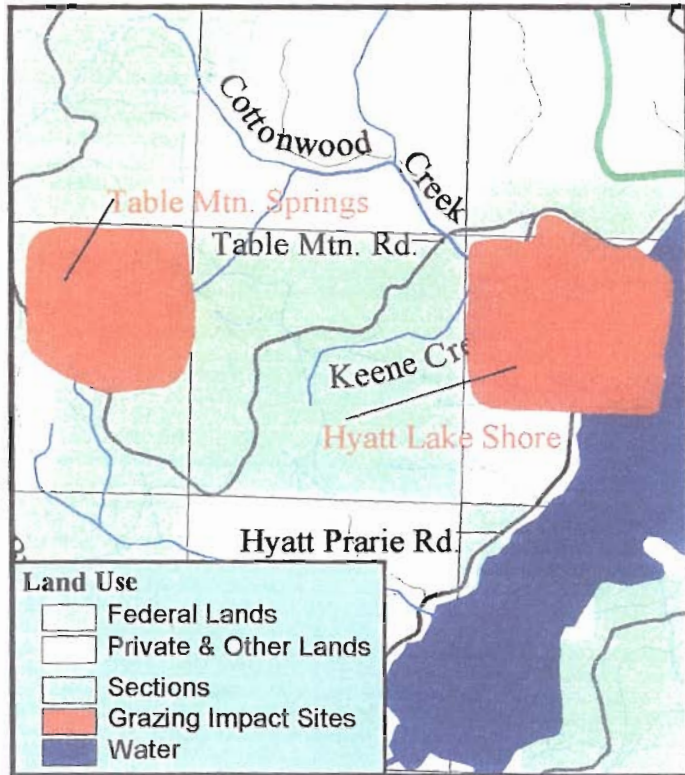 Cottonwood
Creek
Table Mtn. Springs
Table Mtn. Rd.
Keene Cre
Hyatt Lake Shore
Hyatt Prarie Rd.
Land Use
Federal Lands
Private & Other Lands
Sections
Grazing Impact Sites
Water